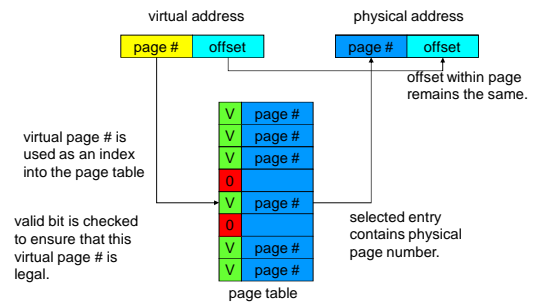 virtual address
physical address
page #
offset
page #
offset
offset within page
remains the same.
V
page #
V
page #
V
page #
0
V
page #
0
V
page #
V
page #
virtual page # is
used as an index
into the page table
valid bit is checked
to ensure that this
virtual page # is
legal.
selected entry
contains physical
page number.
page table